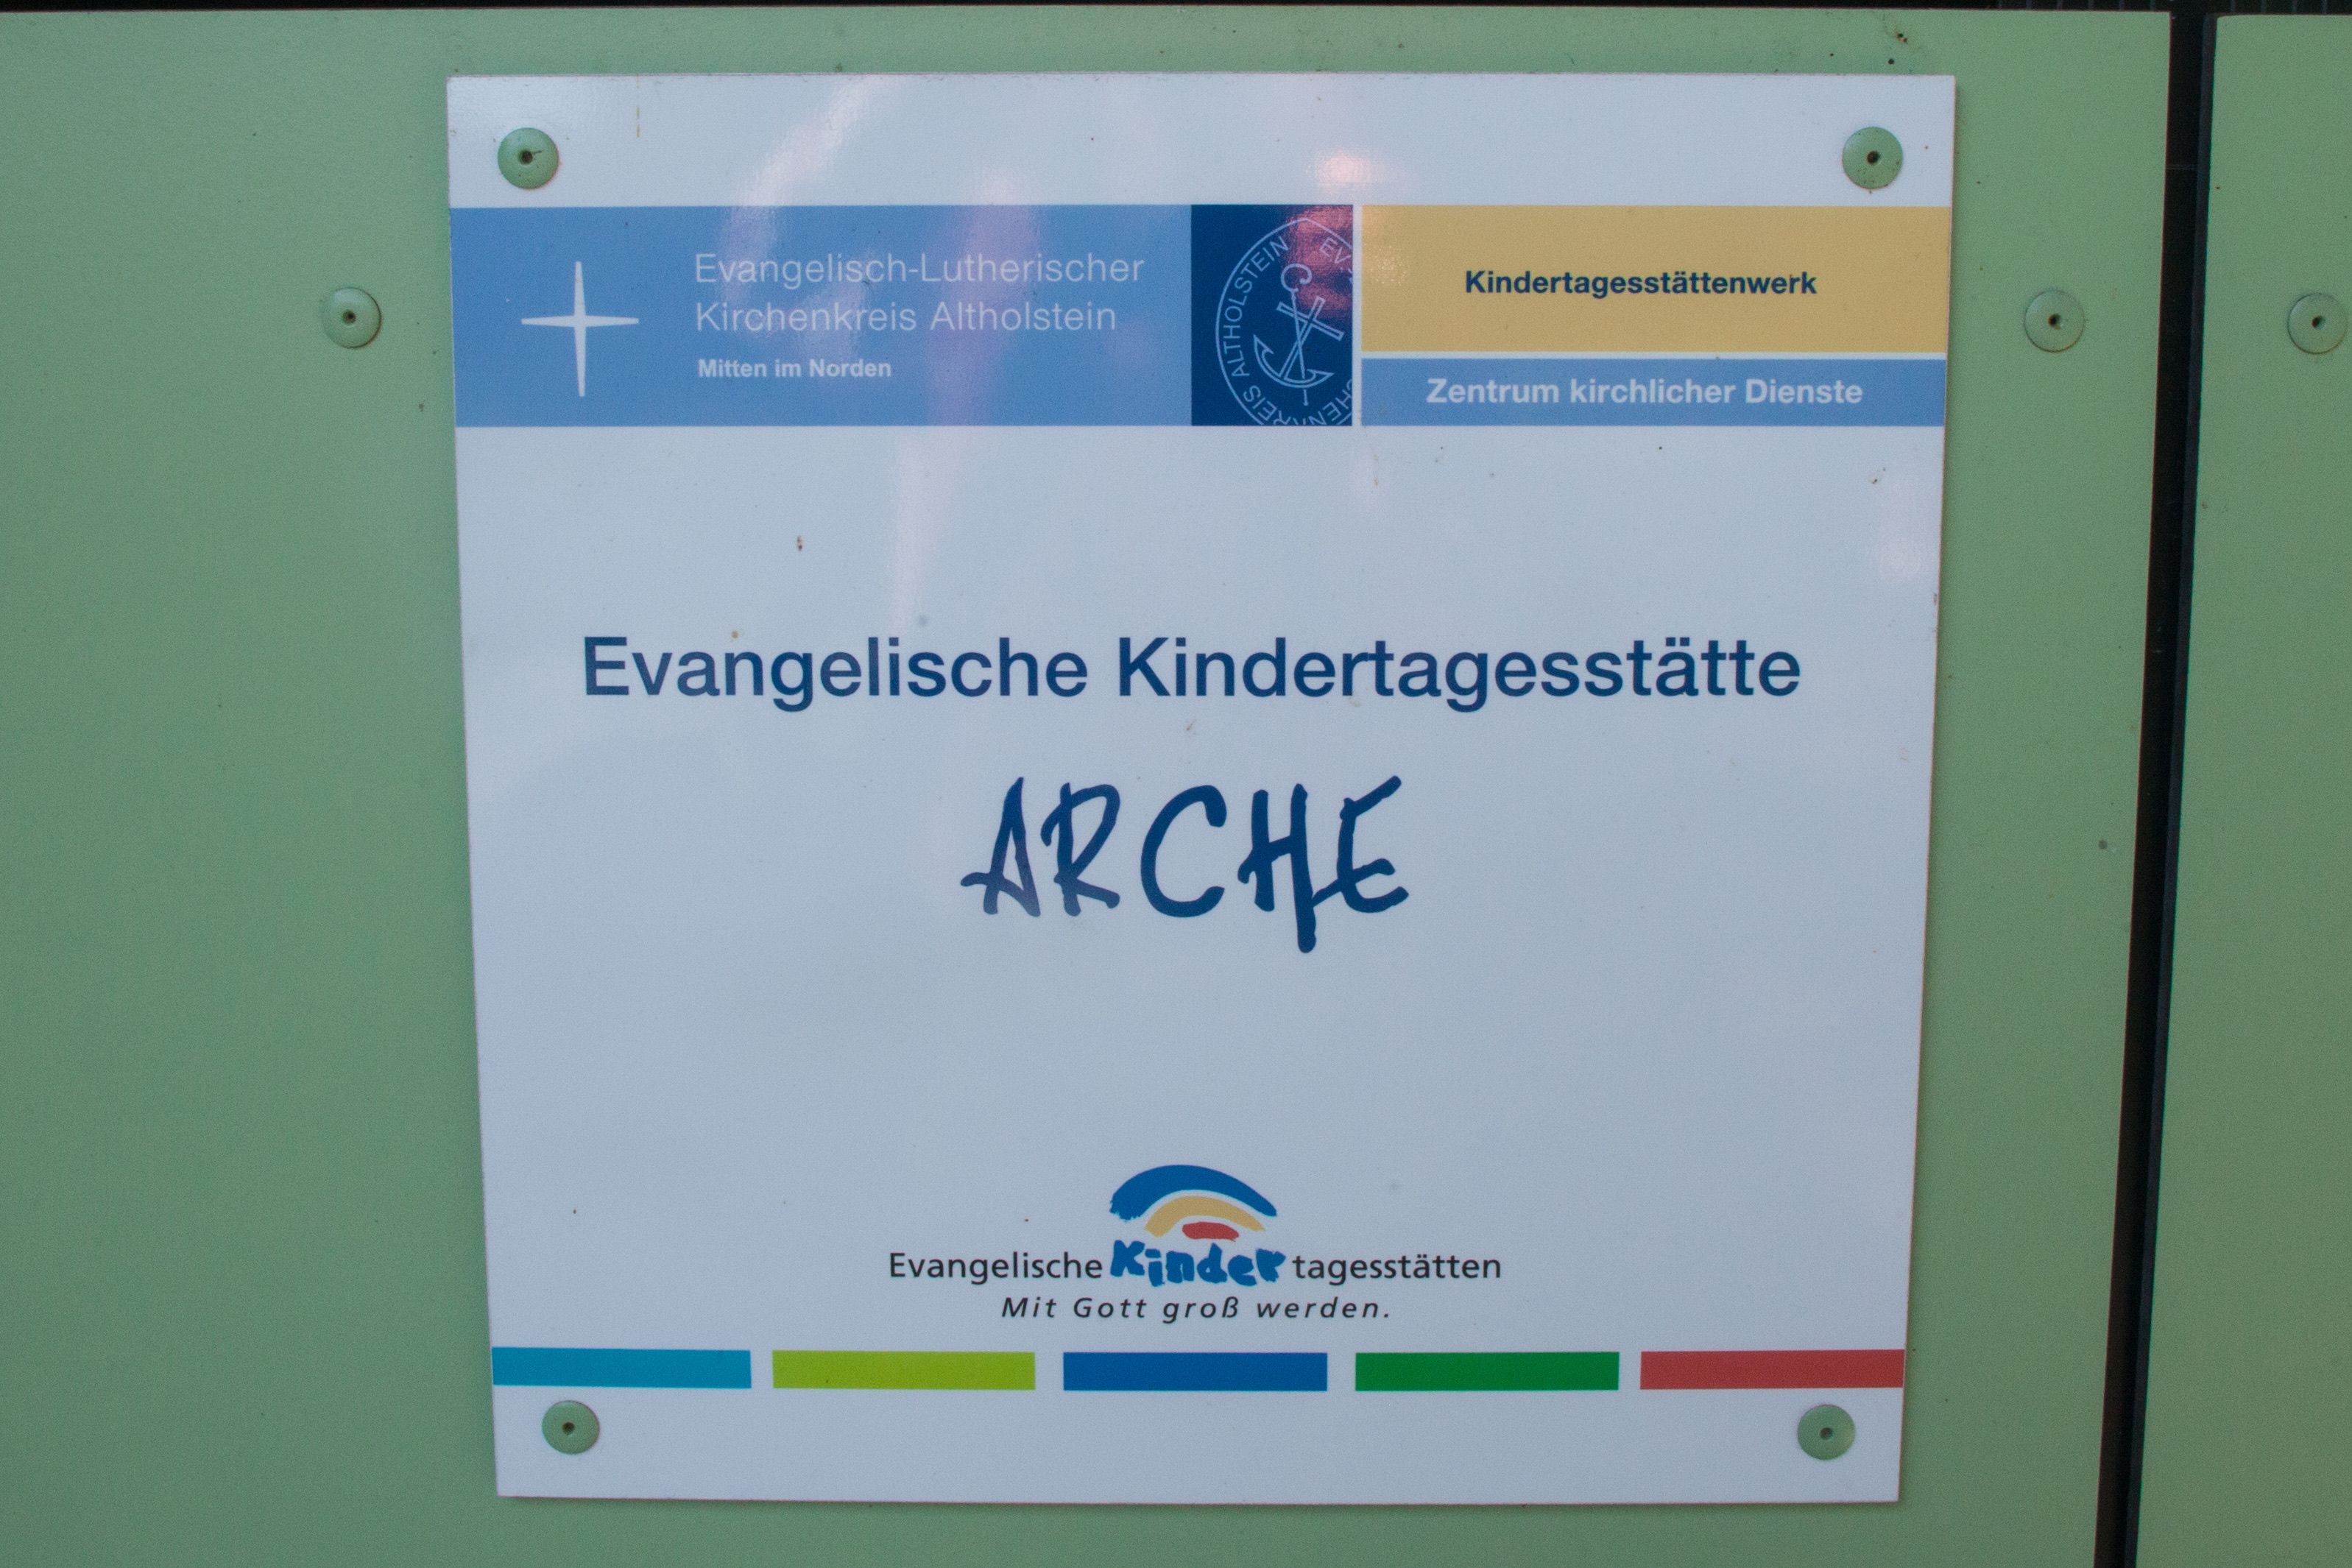 Evangelisch-Lutherischer
Kirchenkreis Altholstein
Mitten im Norden
ALTHOLSTEIN
Kindertagesstättenwerk
Zentrum kirchlicher Dienste
Evangelische Kindertagesstätte
ARCHE
Evangelische Kinder tagesstätten
Mit Gott groß werden.